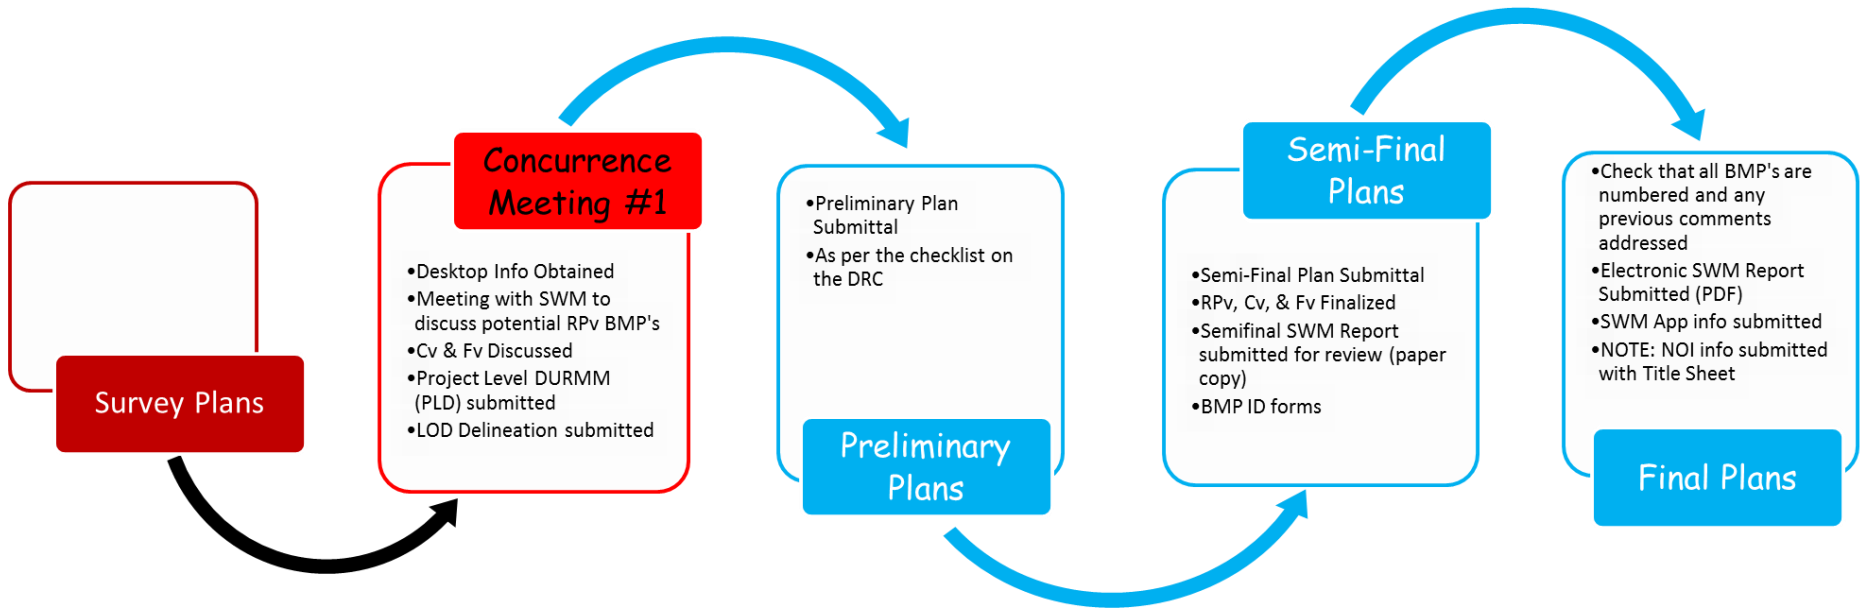 Survey Plans
Concurrence
Meeting #1
•Desktop Info Obtained
•Meeting with SWM to
discuss potential RPv BMP's
•Cv & Fv Discussed
•Project Level DURMM
(PLD) submitted
•LOD Delineation submitted
•Preliminary Plan
Submittal
•As per the checklist on
the DRC
Preliminary
Plans
Semi-Final
Plans
•Semi-Final Plan Submittal
•RPv, Cv, & Fv Finalized
•Semifinal SWM Report
submitted for review (paper
copy)
•BMP ID forms
•Check that all BMP's are
numbered and any
previous comments
addressed
•Electronic SWM Report
Submitted (PDF)
•SWM App info submitted
•NOTE: NOI info submitted
with Title Sheet
Final Plans